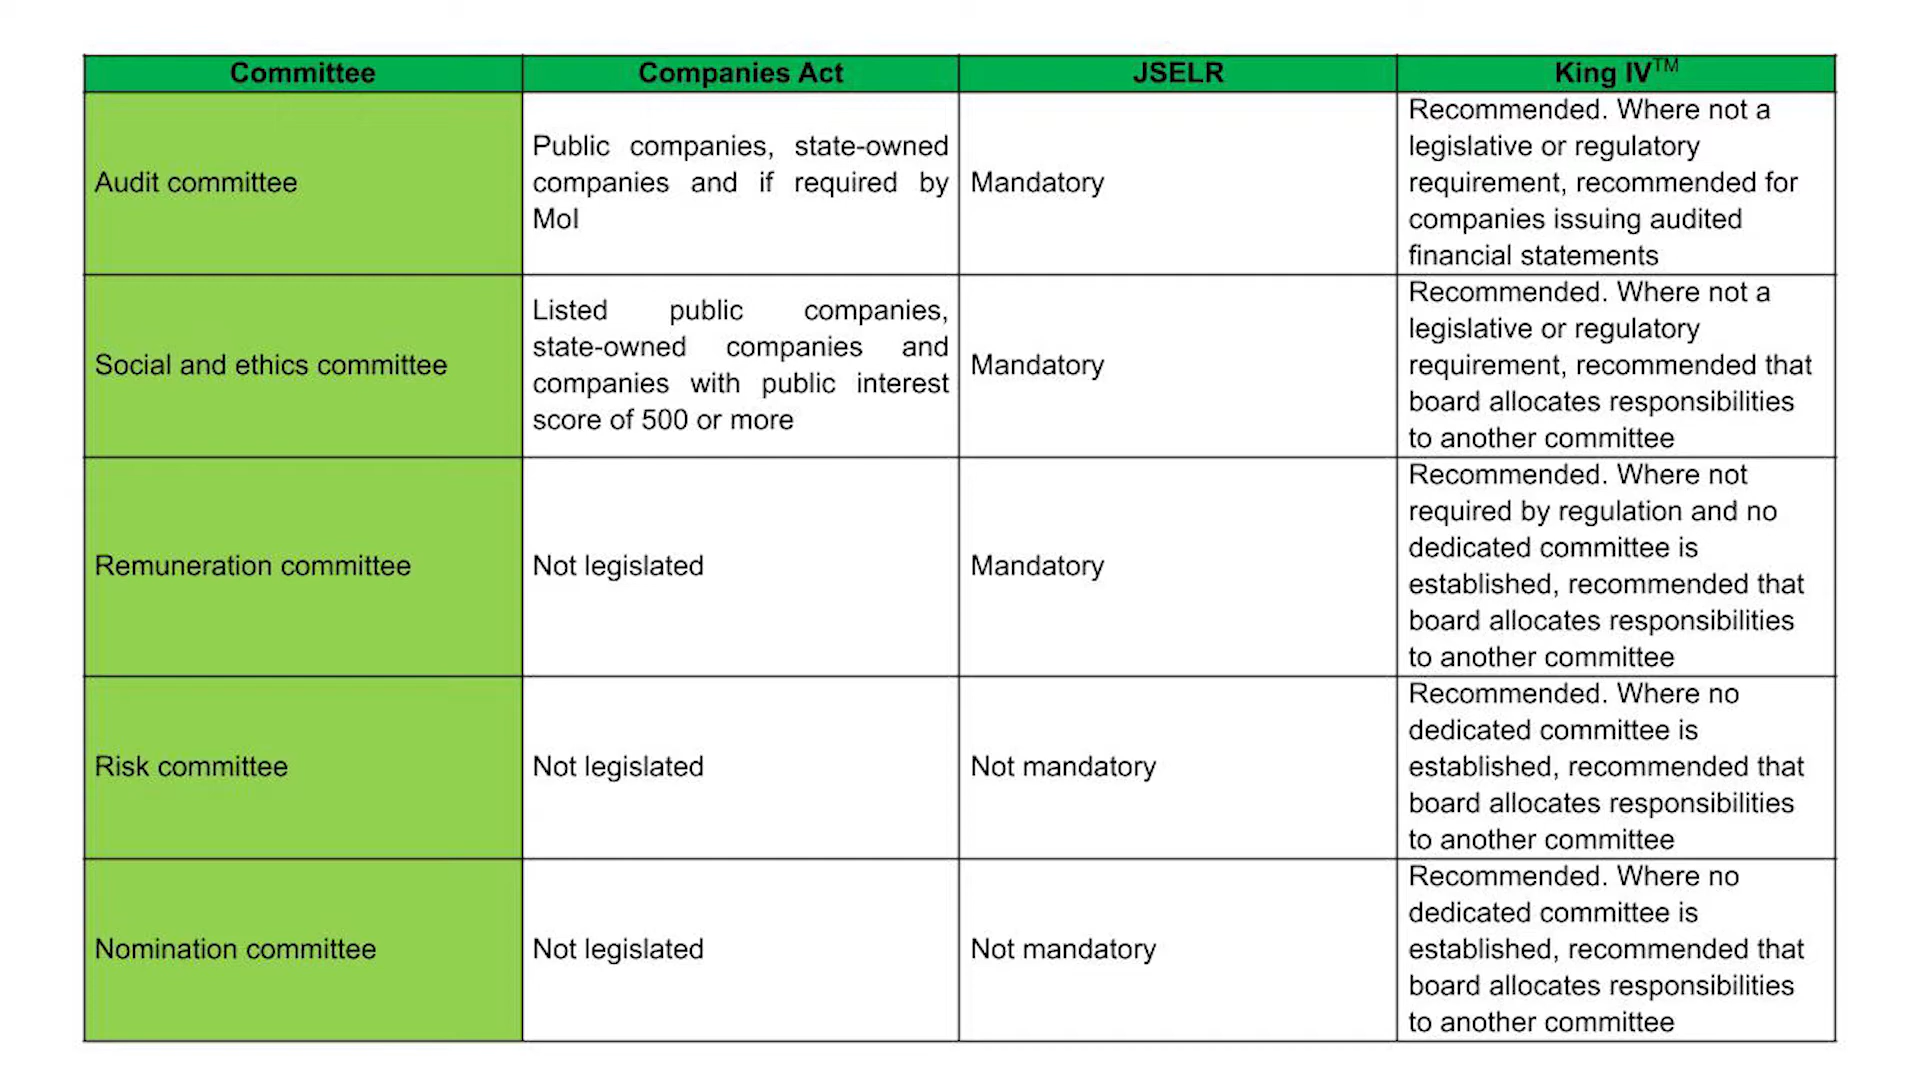 Committee
Companies Act
JSELR
King IV™
Audit committee
Public companies, state-owned
companies and if required by
MoI
Mandatory
Recommended. Where not a
legislative or regulatory
requirement, recommended for
companies issuing audited
financial statements
Social and ethics committee
Listed public companies,
state-owned companies and
companies with public interest
score of 500 or more
Mandatory
Recommended. Where not a
legislative or regulatory
requirement, recommended that
board allocates responsibilities
to another committee
Remuneration committee
Not legislated
Mandatory
Recommended. Where not
required by regulation and no
dedicated committee is
established, recommended that
board allocates responsibilities
to another committee
Risk committee
Not legislated
Not mandatory
Recommended. Where no
dedicated committee is
established, recommended that
board allocates responsibilities
to another committee
Nomination committee
Not legislated
Not mandatory
Recommended. Where no
dedicated committee is
established, recommended that
board allocates responsibilities
to another committee